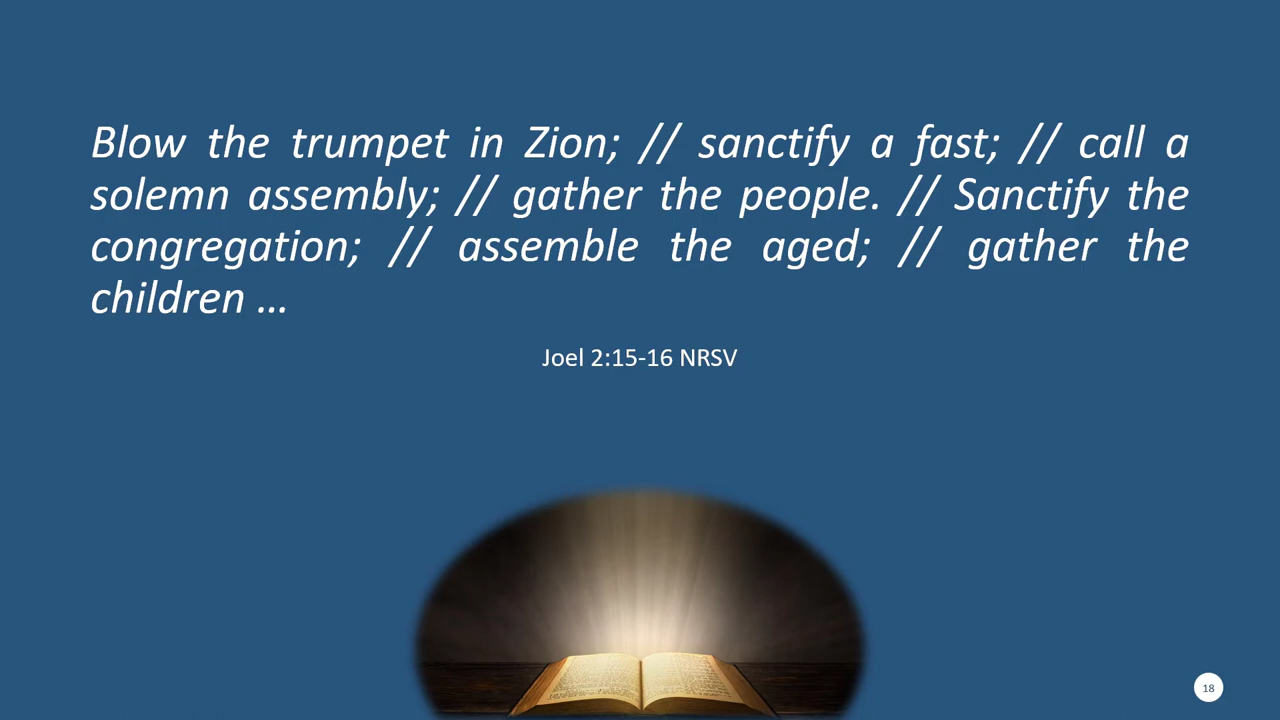 Blow the trumpet in Zion; // sanctify a fast; // call a
solemn assembly; // gather the people. // Sanctify the
congregation; // assemble the aged; // gather the
children ...
Joel 2:15-16 NRSV
18